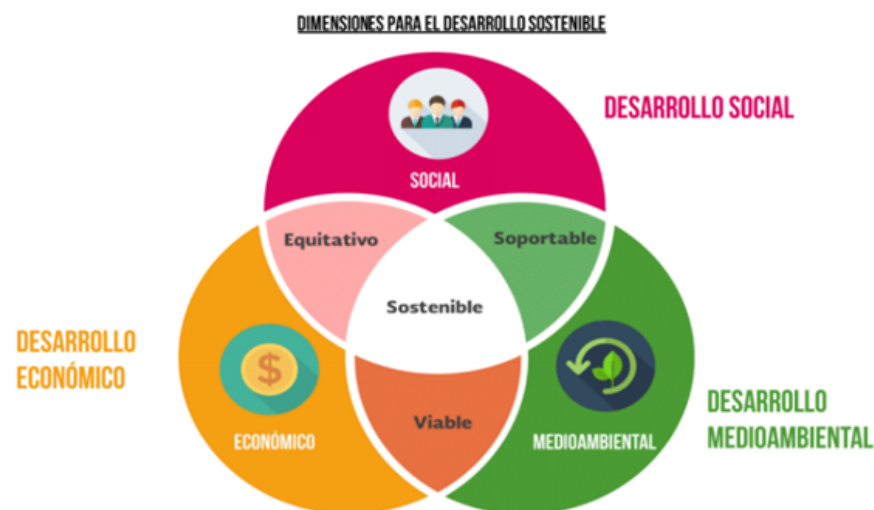 DIMENSIONES PARA EL DESARROLLO SOSTENIBLE
DESARROLLO SOCIAL
SOCIAL
Equitativo
Soportable
Sostenible
DESARROLLO
ECONÓMICO
ECONÓMICO
Viable
MEDIOAMBIENTAL
DESARROLLO
MEDIOAMBIENTAL